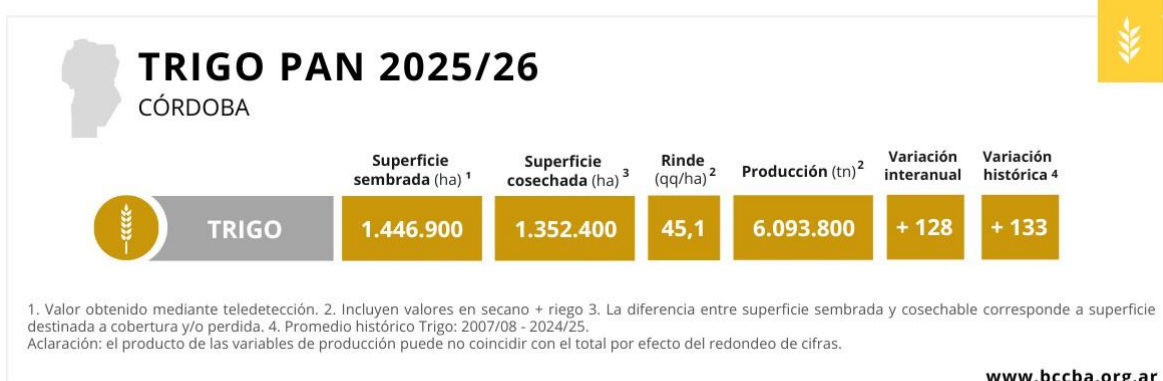 TRIGO PAN 2025/26
CÓRDOBA
Superficie sembrada (ha) ¹
Superficie cosechada (ha) ³
Rinde (qq/ha) ²
Producción (tn) ²
Variación interanual
Variación histórica 4
TRIGO
1.446.900
1.352.400
45,1
6.093.800
+ 128
+ 133
1. Valor obtenido mediante teledetección. 2. Incluyen valores en secano + riego 3. La diferencia entre superficie sembrada y cosechable corresponde a superficie
destinada a cobertura y/o perdida. 4. Promedio histórico Trigo: 2007/08 - 2024/25.
Aclaración: el producto de las variables de producción puede no coincidir con el total por efecto del redondeo de cifras.
www.bccba.org.ar